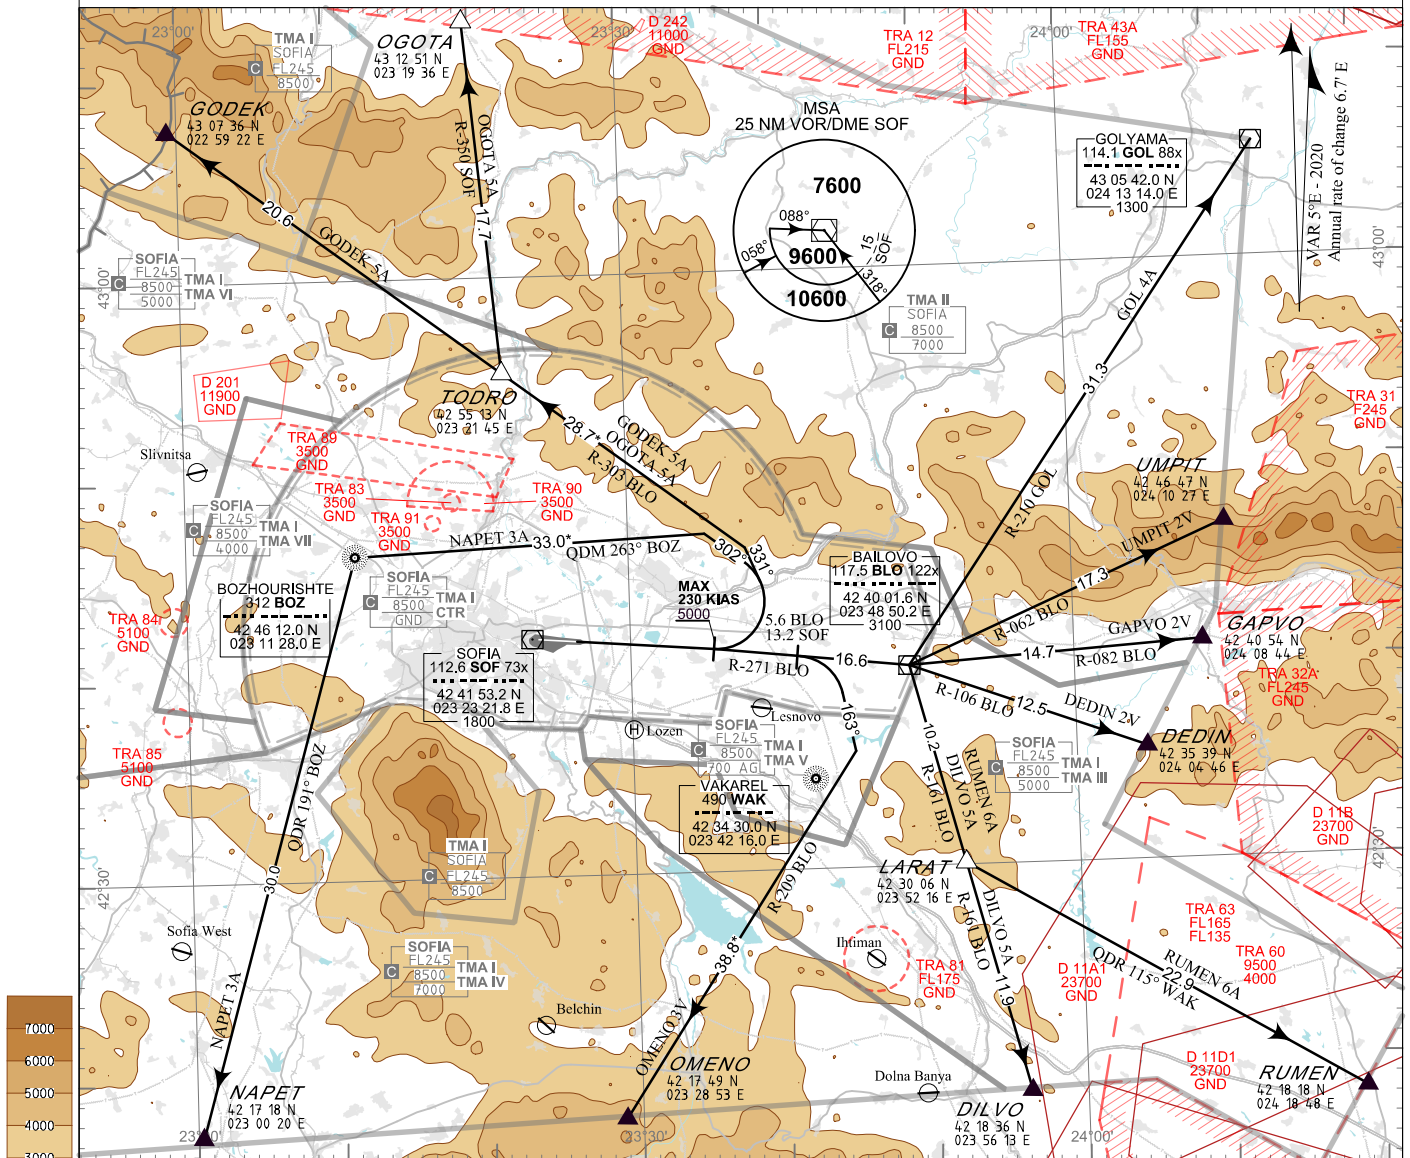 23°00'
23°30'
24°00'
D 242
11000
GND
TRA 12
FL215
GND
TRA 43A
FL155
GND
TMA I
SOFIA
C FL245
8500
OGOTA
43 12 51 N
023 19 36 E
GODEK
43 07 36 N
022 59 22 E
MSA
25 NM VOR/DME SOF
7600
088°
058°
9600
15
SOF
318°
10600
GOLYAMA
114.1 GOL 88x
43 05 42.0 N
024 13 14.0 E
1300
VAR 5°E - 2020
Annual rate of change 6.7' E
43°00'
43°00'
OGOTA 5A
R-350 SOF
17.7
20.6
GODEK 5A
SOFIA
C FL245
8500
5000
TMA I
TMA VI
TMA II
SOFIA
C 8500
7000
GOL 4A
31.3
R-210 GOL
D 201
11900
GND
TODRO
42 55 13 N
023 21 45 E
28.7*
GODEK 5A
OGOTA 5A
R-303 BLO
TRA 31
F245
GND
Slivnitsa
TRA 89
3500
GND
TRA 83
3500
GND
TRA 90
3500
GND
TRA 91
3500
GND
UMPIT
42 46 47 N
024 10 27 E
UMPIT 2V
17.3
R-062 BLO
SOFIA
C FL245
8500
4000
TMA I
TMA VII
NAPET 3A
33.0*
QDM 263° BOZ
302°
331°
BOZHOURISHTE
312 BOZ
42 46 12.0 N
023 11 28.0 E
SOFIA
C FL245
8500
GND
TMA I
CTR
MAX
230 KIAS
5000
BAILOVO
117.5 BLO 122x
42 40 01.6 N
023 48 50.2 E
3100
5.6 BLO
13.2 SOF
TRA 84
5100
GND
GAPVO 2V
14.7
R-082 BLO
GAPVO
42 40 54 N
024 08 44 E
SOFIA
112.6 SOF 73x
42 41 53.2 N
023 23 21.8 E
1800
R-271 BLO
16.6
TRA 32A
FL245
GND
R-106 BLO
12.5
DEDIN 2V
DEDIN
42 35 39 N
024 04 46 E
Lesnovo
H Lozen
163°
TRA 85
5100
GND
SOFIA
C FL245
8500
700 AG
TMA I
TMA V
SOFIA
C FL245
8500
5000
TMA I
TMA III
10.2
R-161 BLO
DILVO 5A
RUMEN 6A
VAKAREL
490 WAK
42 34 30.0 N
023 42 16.0 E
QDR 191° BOZ
30.0
D 11B
23700
GND
42°30'
42°30'
TMA I
SOFIA
C FL245
8500
LARAT
42 30 06 N
023 52 16 E
R-209 BLO
38.8*
OMENO 3V
DILVO 5A
R-161 BLO
11.9
TRA 63
FL165
FL135
TRA 60
9500
4000
Sofia West
Ihtiman
SOFIA
C FL245
8500
7000
TMA I
TMA IV
TRA 81
FL175
GND
D 11A1
23700
GND
RUMEN 6A
22.9
QDR 115° WAK
NAPET 3A
Belchin
7000
6000
5000
4000
3000
OMENO
42 17 49 N
023 28 53 E
Dolna Banya
D 11D1
23700
GND
RUMEN
42 18 18 N
024 18 48 E
NAPET
42 17 18 N
023 00 20 E
DILVO
42 18 36 N
023 56 13 E
23°30'
24°00'